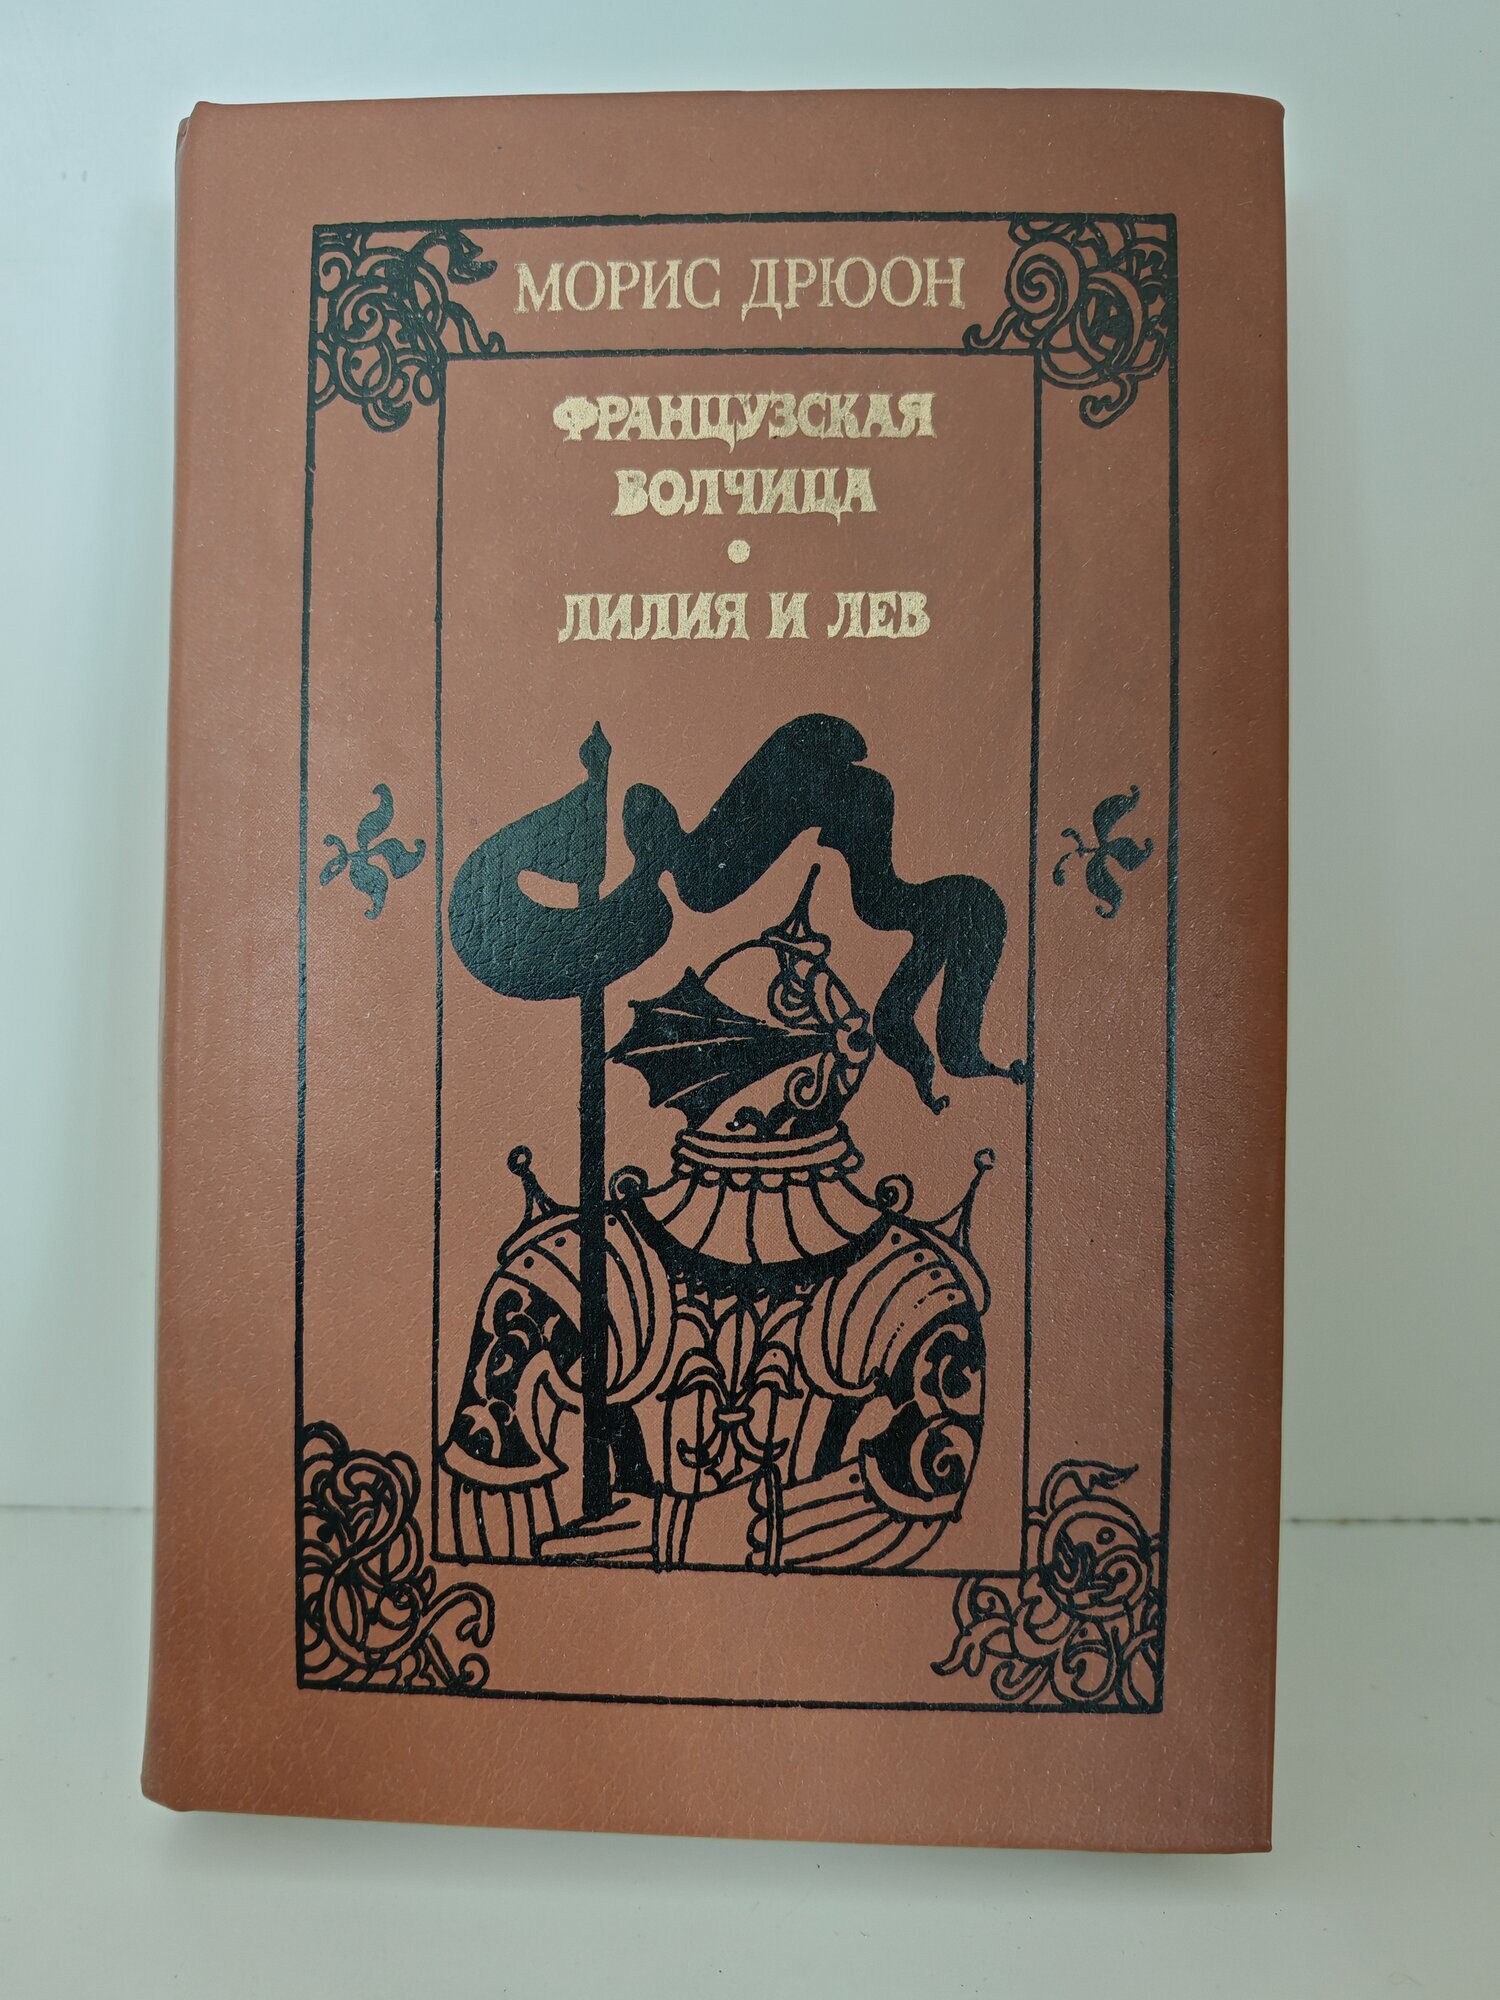 МОРИС ДРЮОН
ФРАНЦУЗСКАЯ
ВОЛЧИЦА
•
ЛИЛИЯ И ЛЕВ